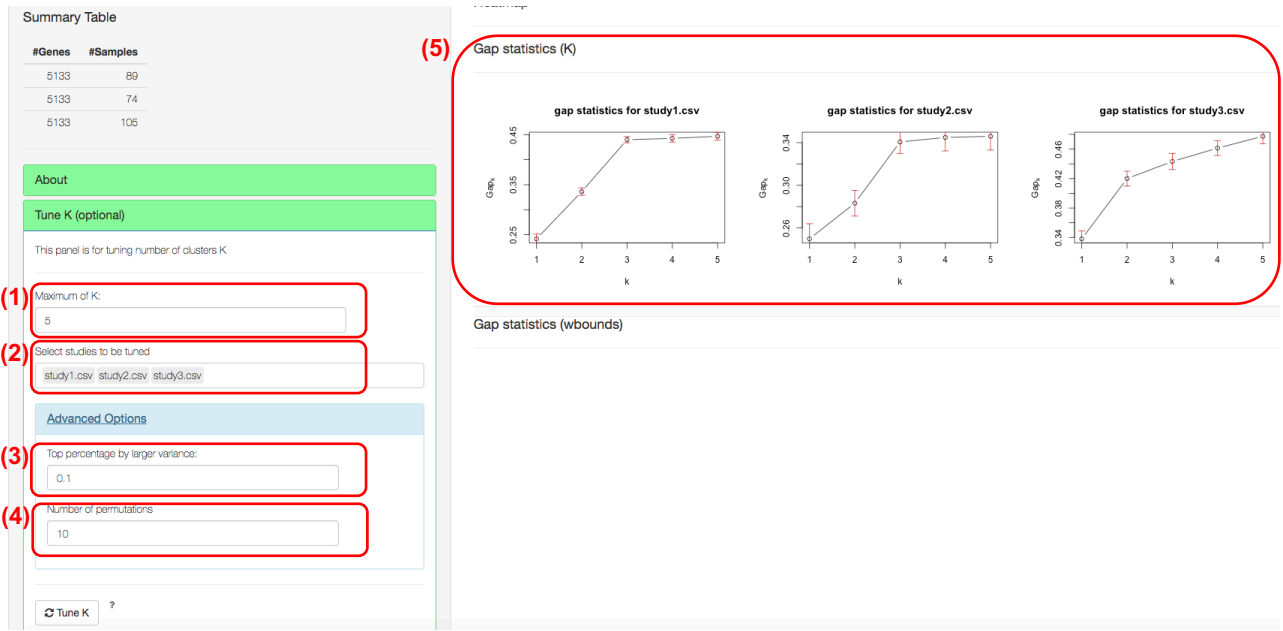 Summary Table
#Genes #Samples
5133 89
5133 74
5133 105
About
Tune K (optional)
This panel is for tuning number of clusters K
(1)
Maximum of K:
5
(2)
Select studies to be tuned
study1.csv study2.csv study3.csv
Advanced Options
(3)
Top percentage by larger variance:
0.1
(4)
Number of permutations
10
Tune K ?
Heatmap
(5)
Gap statistics (K)
gap statistics for study1.csv
Gapk
0.45
0.35
0.25
1 2 3 4 5
k
gap statistics for study2.csv
Gapk
0.34
0.30
0.26
1 2 3 4 5
k
gap statistics for study3.csv
Gapk
0.46
0.42
0.38
0.34
1 2 3 4 5
k
Gap statistics (wbounds)